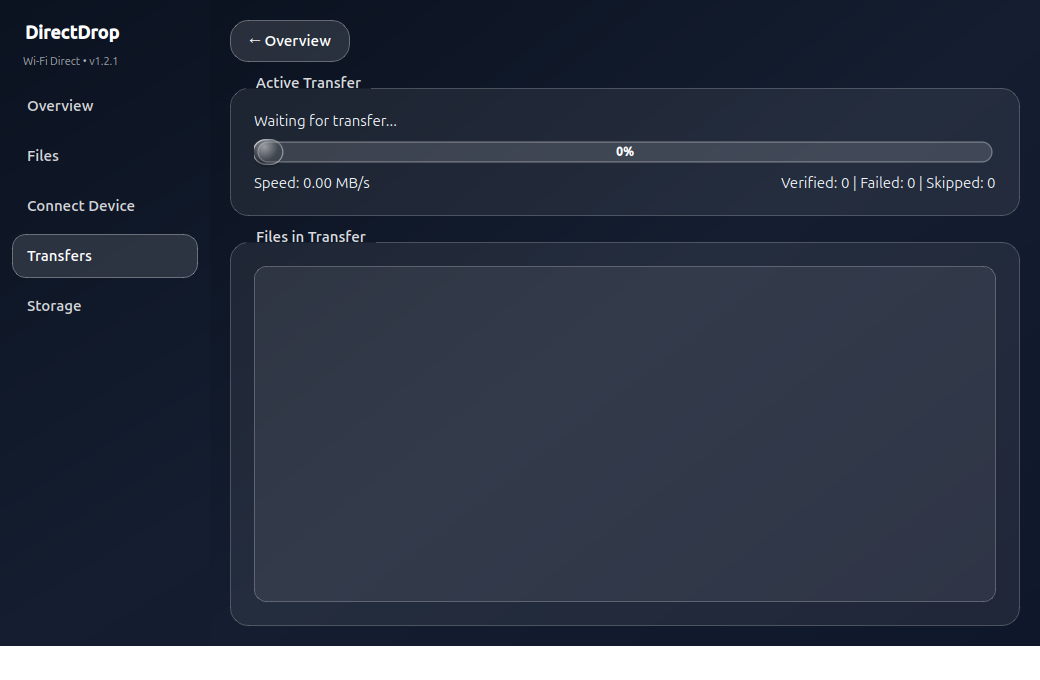 DirectDrop
Wi-Fi Direct • v1.2.1
Overview
Files
Connect Device
Transfers
Storage
← Overview
Active Transfer
Waiting for transfer...
0%
Speed: 0.00 MB/s
Verified: 0 | Failed: 0 | Skipped: 0
Files in Transfer